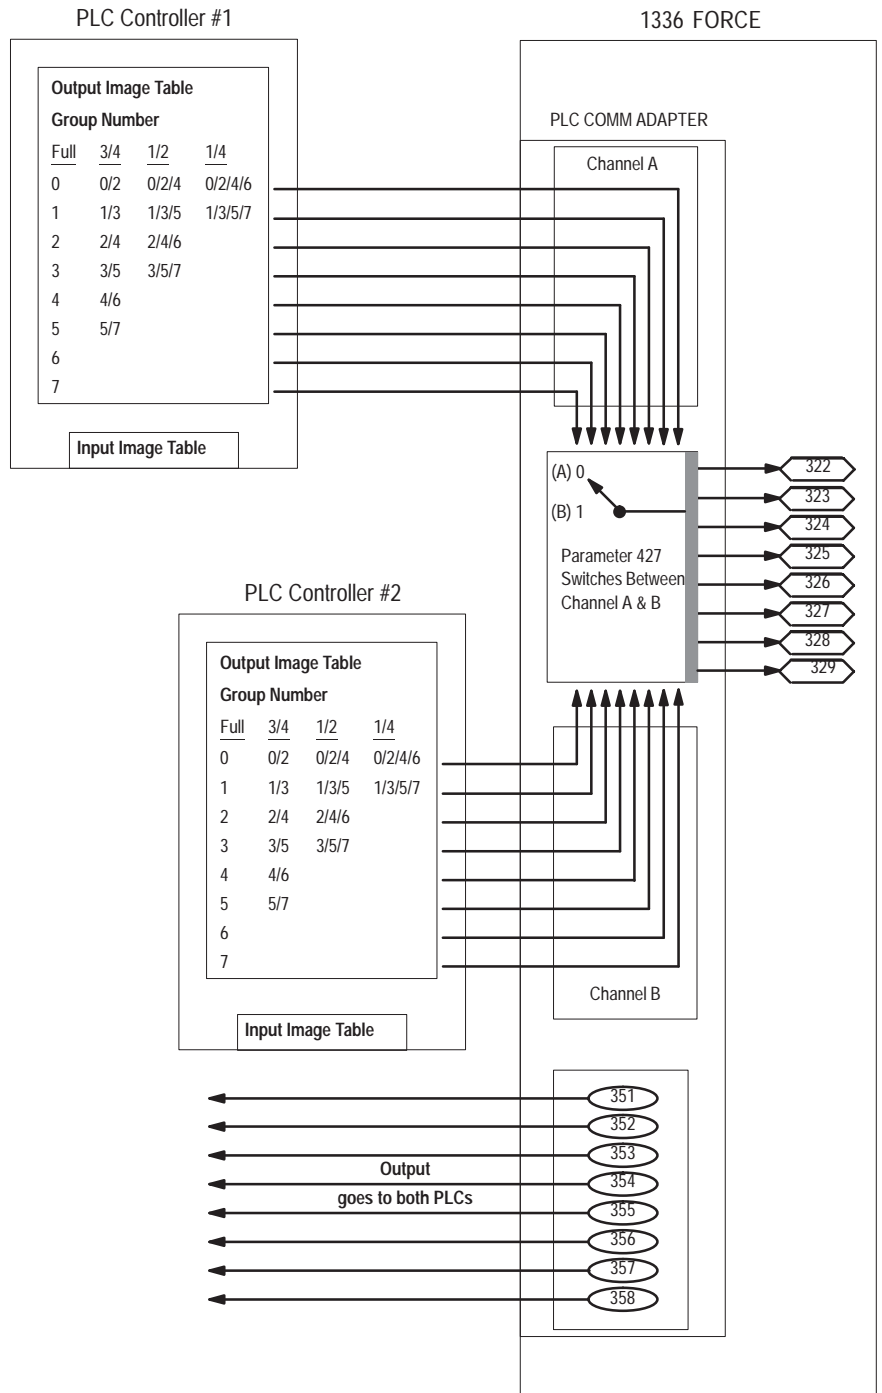 PLC Controller #1
1336 FORCE
Output Image Table
Group Number
Full 3/4 1/2 1/4
0 0/2 0/2/4 0/2/4/6
1 1/3 1/3/5 1/3/5/7
2 2/4 2/4/6
3 3/5 3/5/7
4 4/6
5 5/7
6
7
Input Image Table
PLC COMM ADAPTER
Channel A
(A) 0
(B) 1
Parameter 427
Switches Between
Channel A & B
322
323
324
325
326
327
328
329
PLC Controller #2
Output Image Table
Group Number
Full 3/4 1/2 1/4
0 0/2 0/2/4 0/2/4/6
1 1/3 1/3/5 1/3/5/7
2 2/4 2/4/6
3 3/5 3/5/7
4 4/6
5 5/7
6
7
Input Image Table
Channel B
351
352
353
354
355
356
357
358
Output
goes to both PLCs